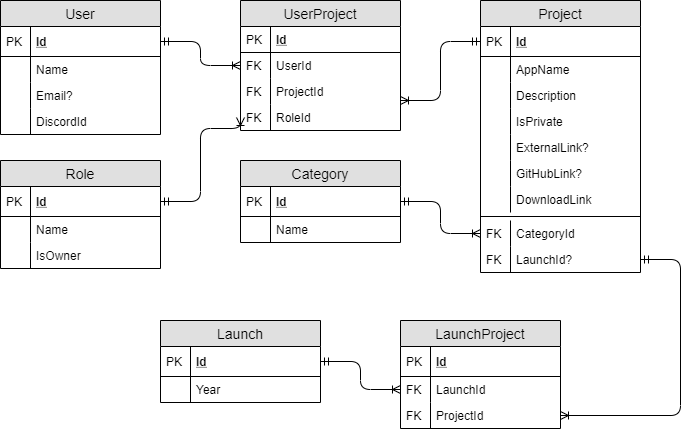 User
PK Id
Name
Email?
DiscordId
UserProject
PK Id
FK UserId
FK ProjectId
FK RoleId
Project
PK Id
AppName
Description
IsPrivate
ExternalLink?
GitHubLink?
DownloadLink
FK CategoryId
FK LaunchId?
Role
PK Id
Name
IsOwner
Category
PK Id
Name
Launch
PK Id
Year
LaunchProject
PK Id
FK LaunchId
FK ProjectId